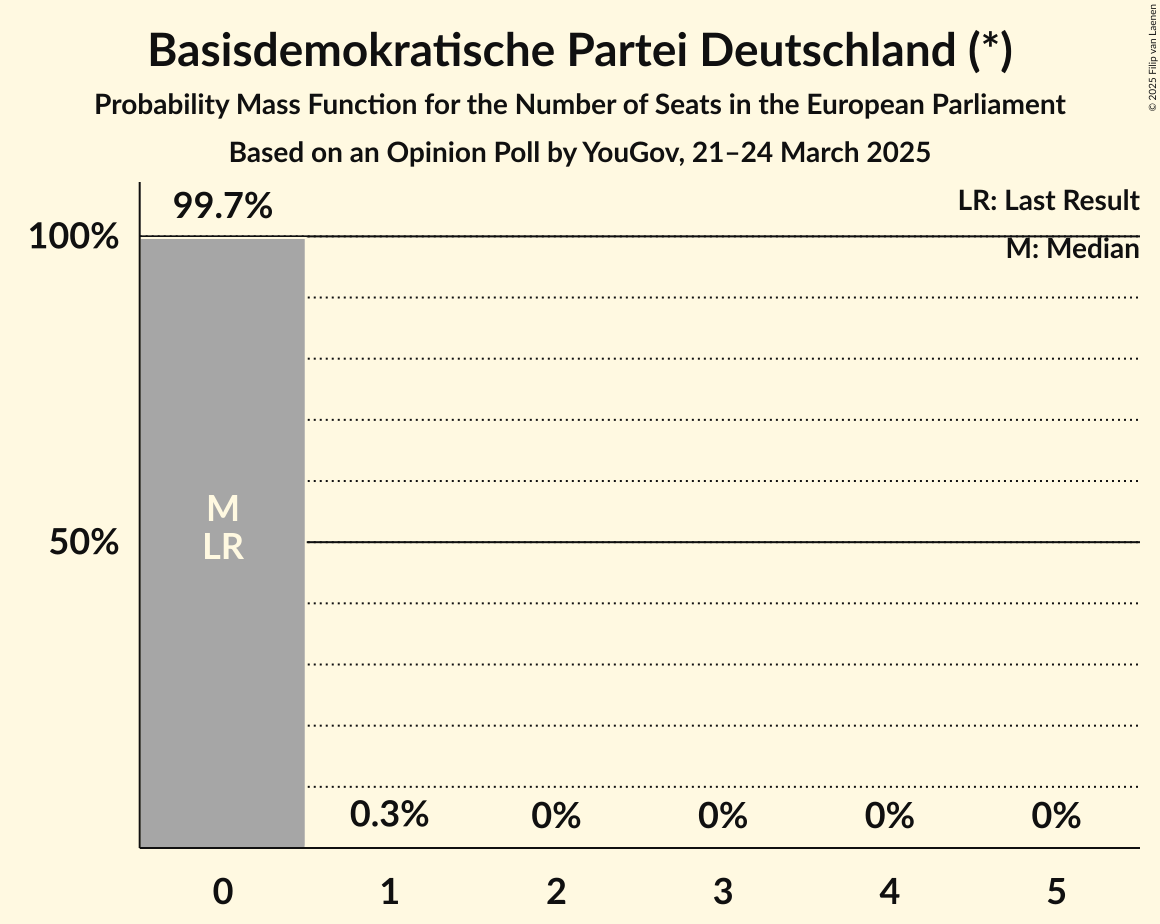 Basisdemokratische Partei Deutschland (*)
Probability Mass Function for the Number of Seats in the European Parliament
Based on an Opinion Poll by YouGov, 21–24 March 2025
© 2025 Filip van Laenen
LR: Last Result
M: Median
99.7%
100%
50%
M
LR
0.3%
0%
0%
0%
0%
0
1
2
3
4
5